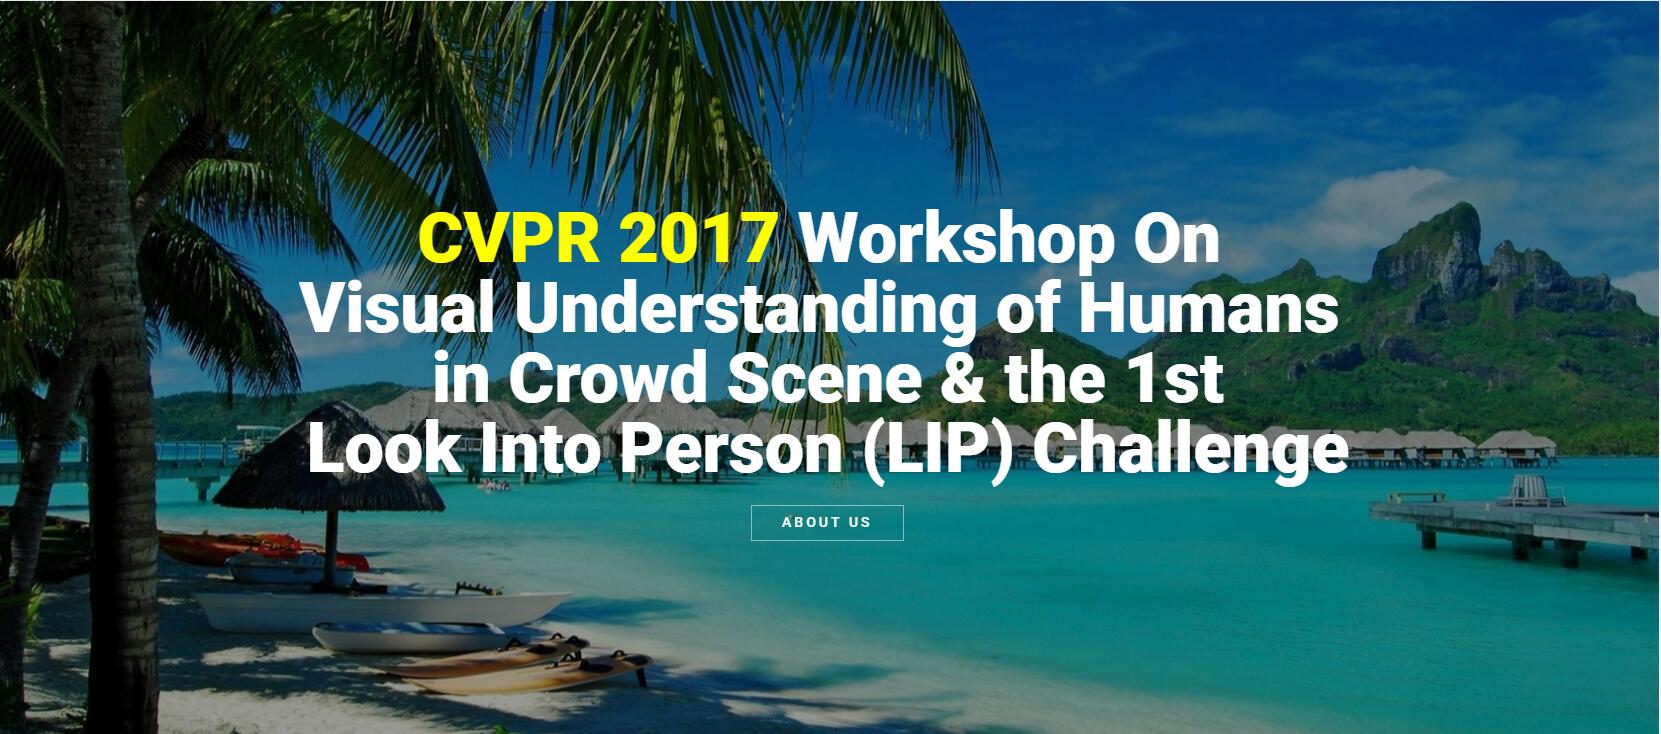 CVPR 2017 Workshop On
Visual Understanding of Humans
in Crowd Scene & the 1st
Look Into Person (LIP) Challenge
ABOUT US